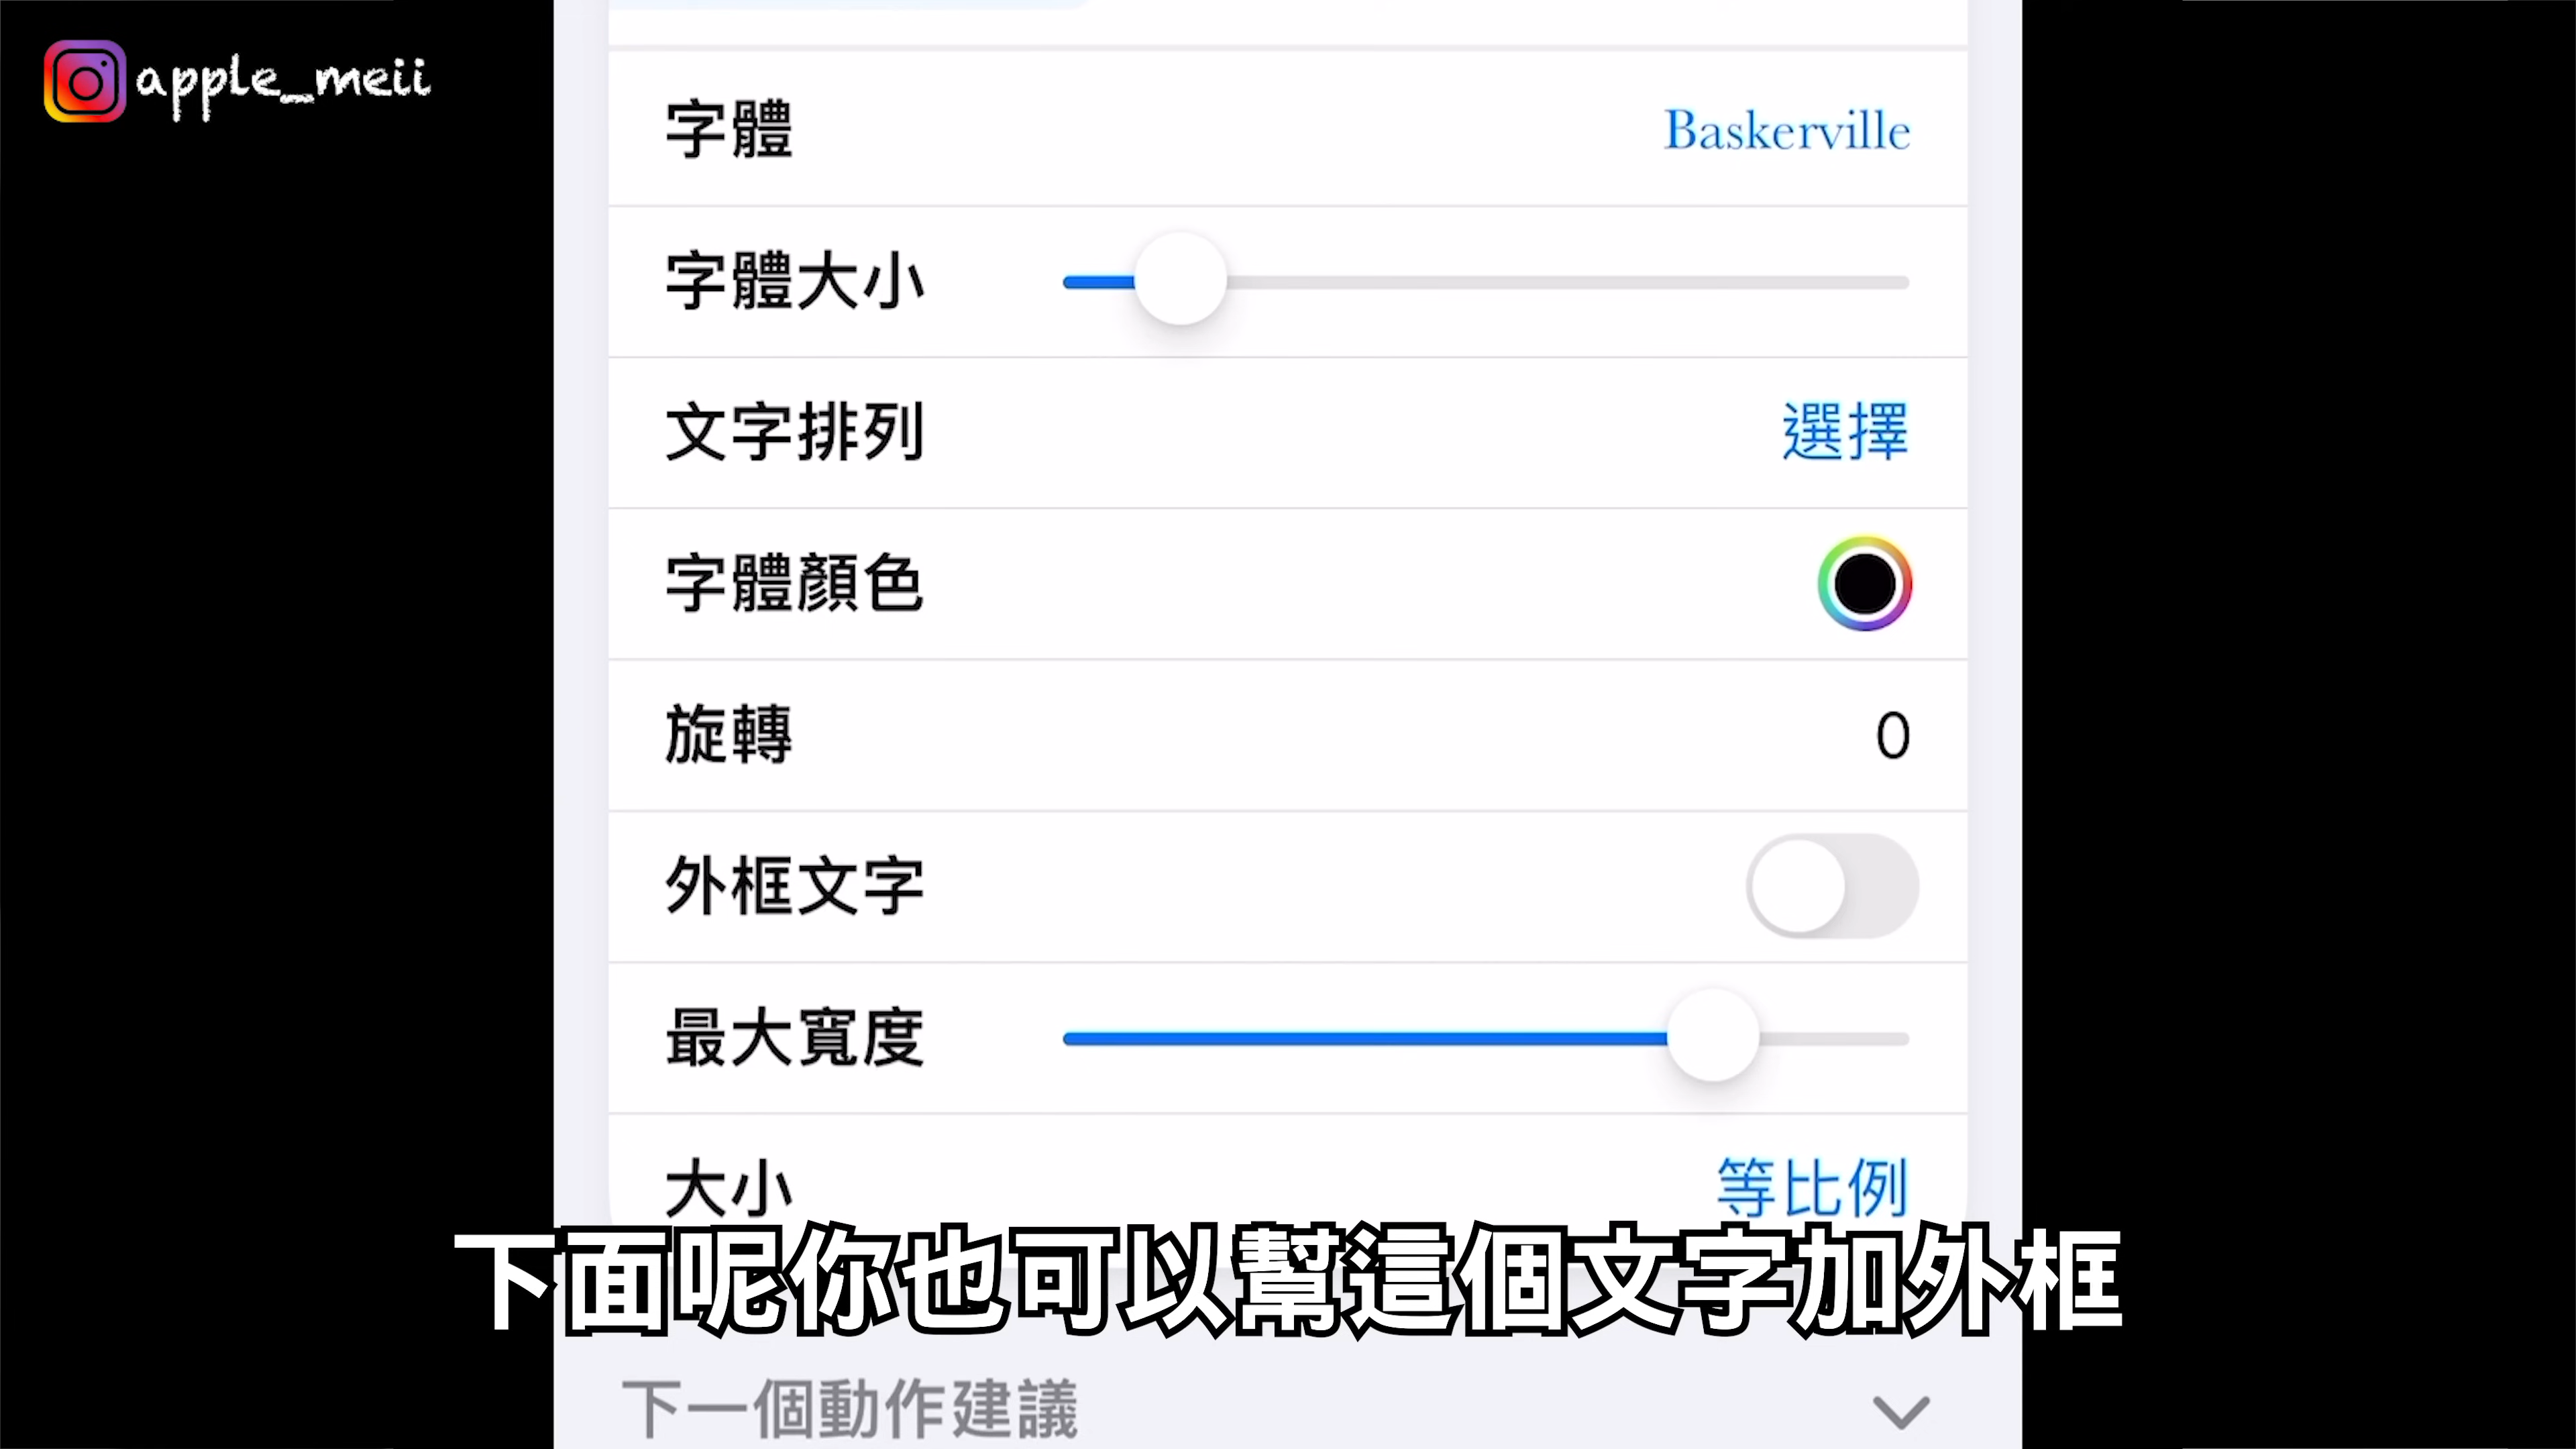 apple_meii
字體 Baskerville
字體大小
文字排列 選擇
字體顏色
旋轉 0
外框文字
最大寬度
大小 等比例
下面呢你也可以幫這個文字加外框
下一個動作建議